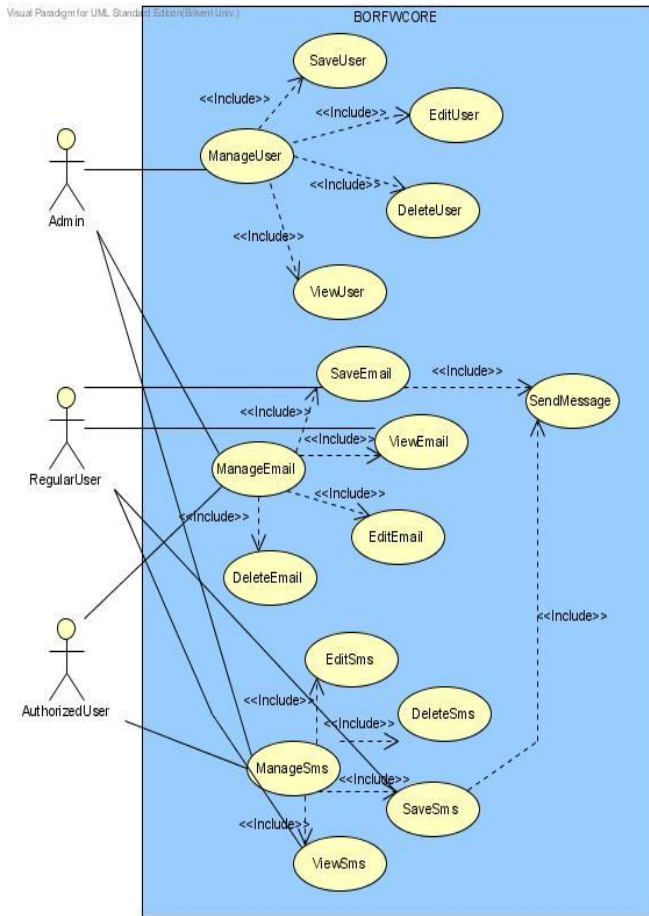 Visual Paradigm for UML Standard Edition(Bilkent Univ.)
BORFWCORE
SaveUser
<<Include>>
<<Include>>
EditUser
ManageUser
<<Include>>
DeleteUser
Admin
<<Include>>
ViewUser
SaveEmail
<<Include>>
SendMessage
<<Include>>
ViewEmail
ManageEmail
<<Include>>
RegularUser
<<Include>>
<<Include>>
EditEmail
DeleteEmail
<<Include>>
EditSms
<<Include>>
DeleteSms
AuthorizedUser
<<Include>>
ManageSms
<<Include>>
SaveSms
<<Include>>
ViewSms